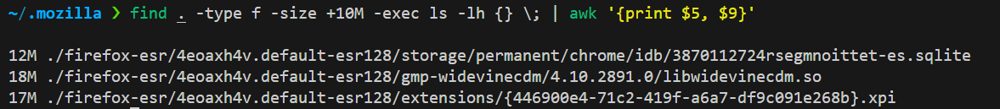 ~/.mozilla ❯ find . -type f -size +10M -exec ls -lh {} \; | awk '{print $5, $9}'
12M ./firefox-esr/4eoaxh4v.default-esr128/storage/permanent/chrome/idb/3870112724rsegmnoittet-es.sqlite
18M ./firefox-esr/4eoaxh4v.default-esr128/gmp-widevinecdm/4.10.2891.0/libwidevinecdm.so
17M ./firefox-esr/4eoaxh4v.default-esr128/extensions/{446900e4-71c2-419f-a6a7-df9c091e268b}.xpi